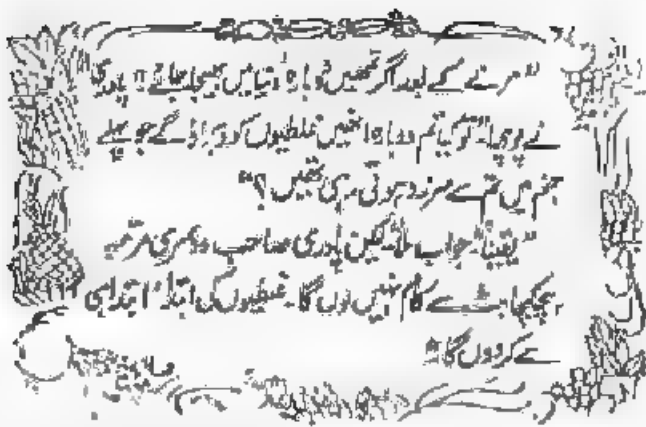 "مرنے کے بعد اگر تمھیں دوبارہ دنیا میں بھیجا جائے" پادری
نے پوچھا "تو کیا تم دوبارہ انھیں غلطیوں کو دہراؤ گے جو پہلے
جنم میں تم سے سرزد ہوتی رہی تھیں؟"
"یقیناً" جواب ملا "لیکن پادری صاحب دوسری مرتبہ
ہچکچاہٹ سے کام نہیں لوں گا۔ غلطیوں کی ابتدا" ابتدا ہی
سے کروں گا"